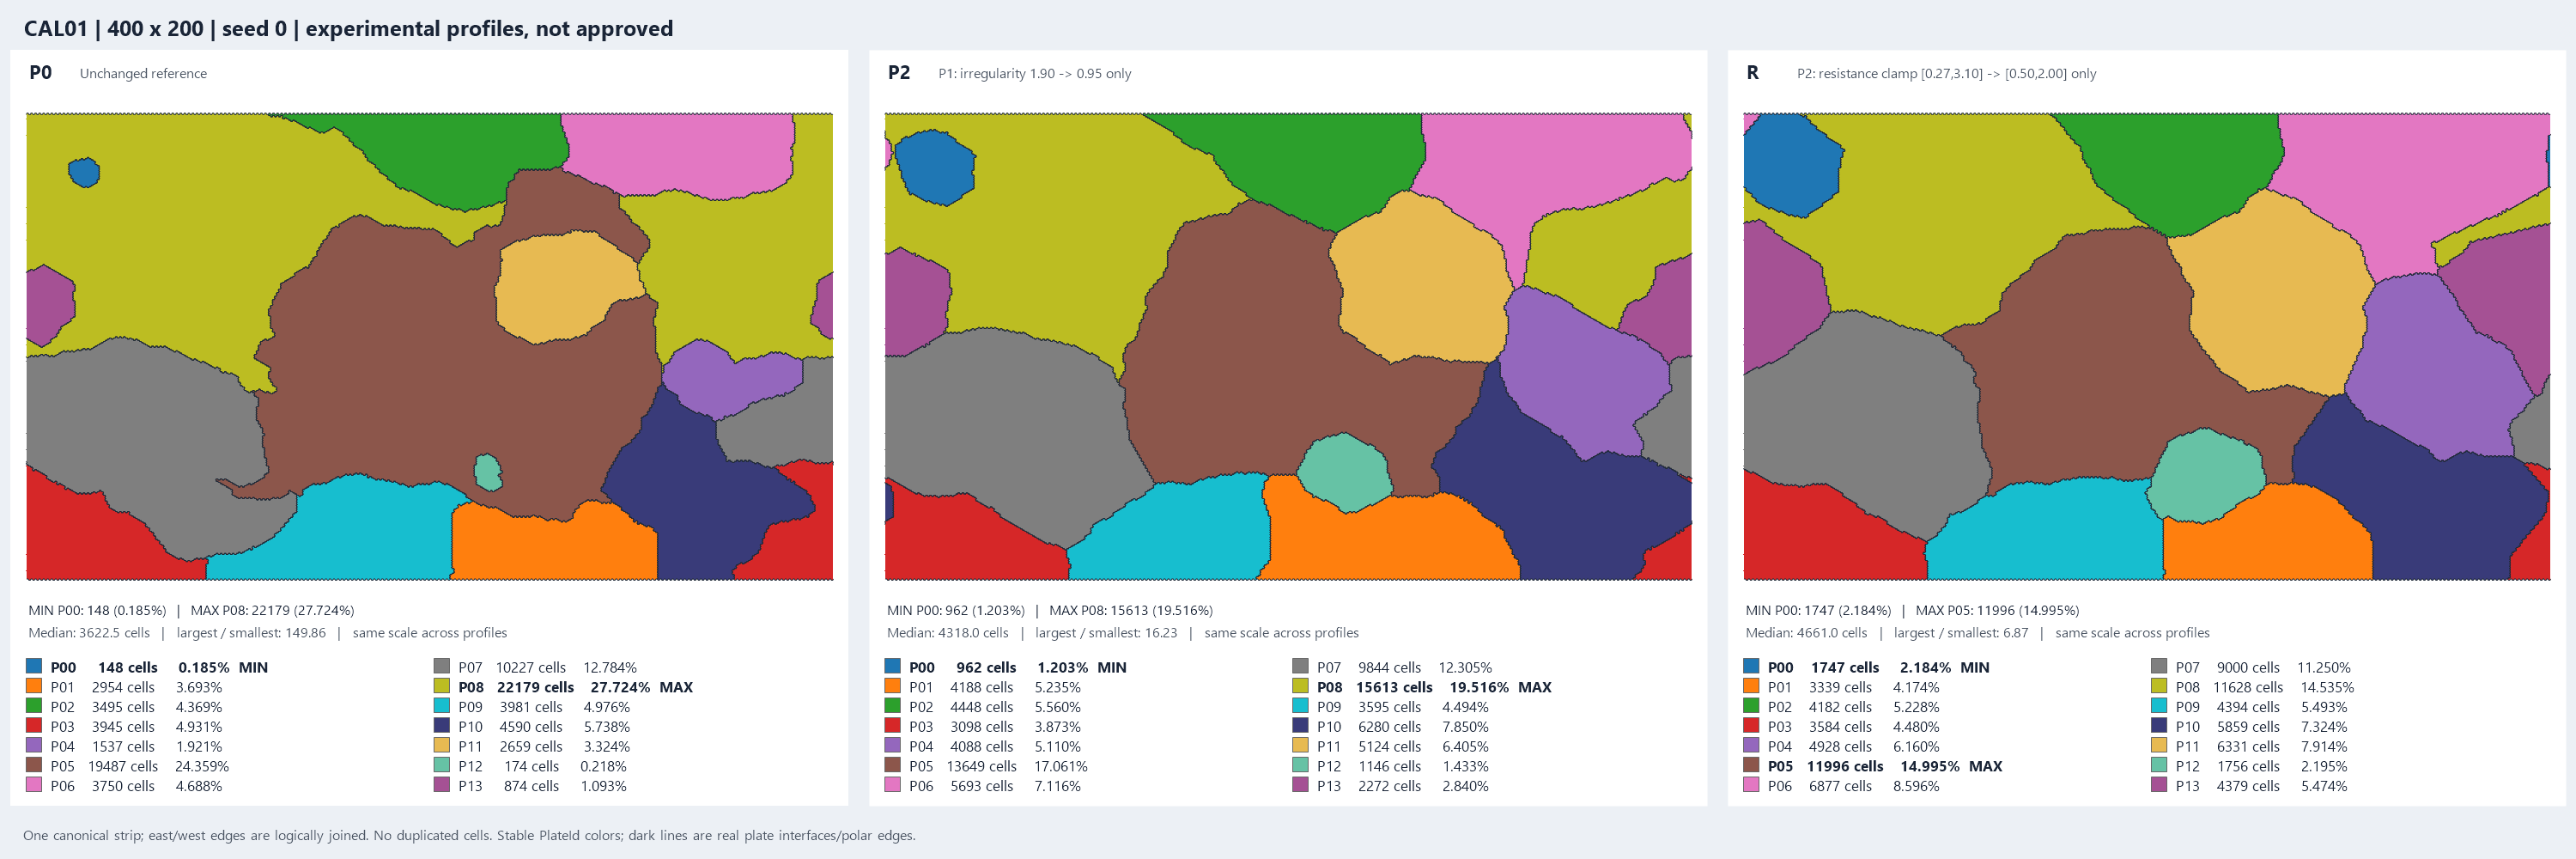 CAL01 | 400 x 200 | seed 0 | experimental profiles, not approved
P0 Unchanged reference
MIN P00: 148 (0.185%) | MAX P08: 22179 (27.724%)
Median: 3622.5 cells | largest / smallest: 149.86 | same scale across profiles
P00 148 cells 0.185% MIN
P01 2954 cells 3.693%
P02 3495 cells 4.369%
P03 3945 cells 4.931%
P04 1537 cells 1.921%
P05 19487 cells 24.359%
P06 3750 cells 4.688%
P07 10227 cells 12.784%
P08 22179 cells 27.724% MAX
P09 3981 cells 4.976%
P10 4590 cells 5.738%
P11 2659 cells 3.324%
P12 174 cells 0.218%
P13 874 cells 1.093%
P2 P1: irregularity 1.90 -> 0.95 only
MIN P00: 962 (1.203%) | MAX P08: 15613 (19.516%)
Median: 4318.0 cells | largest / smallest: 16.23 | same scale across profiles
P00 962 cells 1.203% MIN
P01 4188 cells 5.235%
P02 4448 cells 5.560%
P03 3098 cells 3.873%
P04 4088 cells 5.110%
P05 13649 cells 17.061%
P06 5693 cells 7.116%
P07 9844 cells 12.305%
P08 15613 cells 19.516% MAX
P09 3595 cells 4.494%
P10 6280 cells 7.850%
P11 5124 cells 6.405%
P12 1146 cells 1.433%
P13 2272 cells 2.840%
R P2: resistance clamp [0.27,3.10] -> [0.50,2.00] only
MIN P00: 1747 (2.184%) | MAX P05: 11996 (14.995%)
Median: 4661.0 cells | largest / smallest: 6.87 | same scale across profiles
P00 1747 cells 2.184% MIN
P01 3339 cells 4.174%
P02 4182 cells 5.228%
P03 3584 cells 4.480%
P04 4928 cells 6.160%
P05 11996 cells 14.995% MAX
P06 6877 cells 8.596%
P07 9000 cells 11.250%
P08 11628 cells 14.535%
P09 4394 cells 5.493%
P10 5859 cells 7.324%
P11 6331 cells 7.914%
P12 1756 cells 2.195%
P13 4379 cells 5.474%
One canonical strip; east/west edges are logically joined. No duplicated cells. Stable PlateId colors; dark lines are real plate interfaces/polar edges.